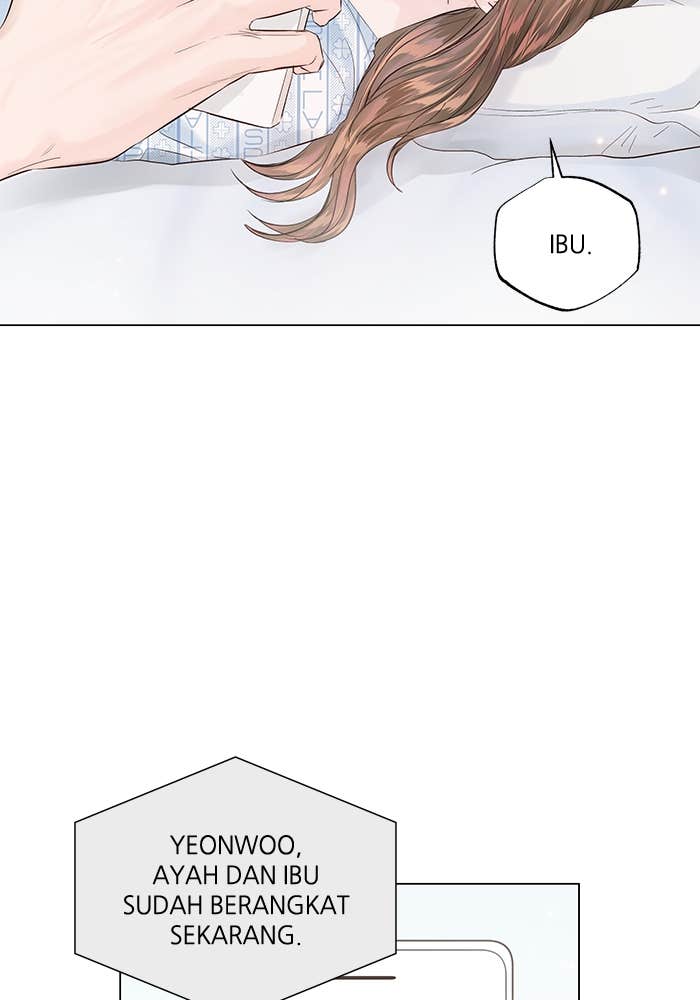 IBU.
YEONWOO,
AYAH DAN IBU
SUDAH BERANGKAT
SEKARANG.